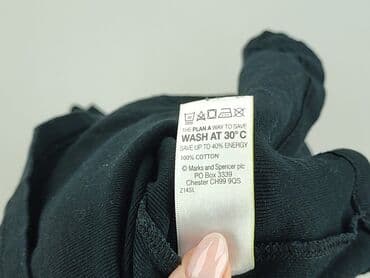 THE PLAN A WAY TO SAVE
WASH AT 30°C
SAVE UP TO 40% ENERGY
100% COTTON
© Marks and Spencer plc
PO Box 3339
Chester CH99 9QS
Z14SL